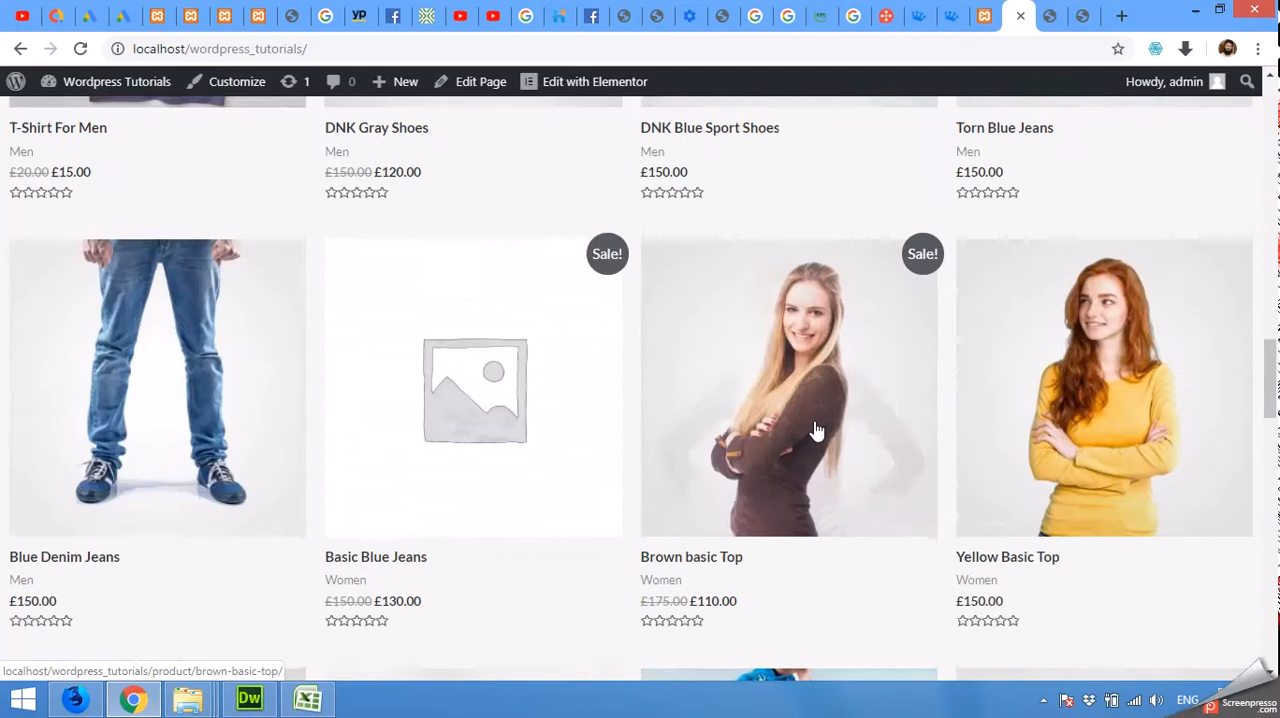 YP
localhost/wordpress_tutorials/
Wordpress Tutorials Customize 1 0 New Edit Page Edit with Elementor Howdy, admin
T-Shirt For Men DNK Gray Shoes DNK Blue Sport Shoes Torn Blue Jeans
Men Men Men Men
£20.00 £15.00 £150.00 £120.00 £150.00 £150.00
Sale! Sale!
Blue Denim Jeans Basic Blue Jeans Brown basic Top Yellow Basic Top
Men Women Women Women
£150.00 £150.00 £130.00 £175.00 £110.00 £150.00
localhost/wordpress_tutorials/product/brown-basic-top/
Dw ENG
Screenpresso
.com